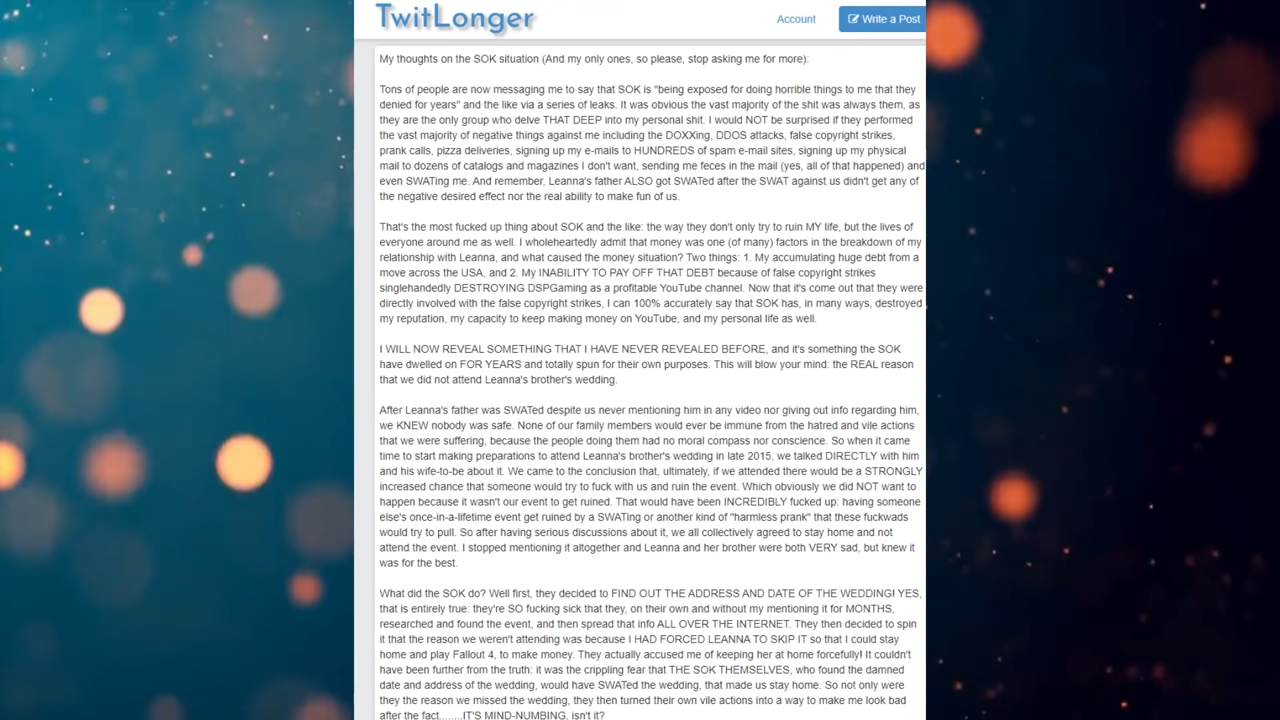 TwitLonger
Account
Write a Post
My thoughts on the SOK situation (And my only ones, so please, stop asking me for more):
Tons of people are now messaging me to say that SOK is "being exposed for doing horrible things to me that they
denied for years" and the like via a series of leaks. It was obvious the vast majority of the shit was always them, as
they are the only group who delve THAT DEEP into my personal shit. I would NOT be surprised if they performed
the vast majority of negative things against me including the DOXXing, DDOS attacks, false copyright strikes,
prank calls, pizza deliveries, signing up my e-mails to HUNDREDS of spam e-mail sites, signing up my physical
mail to dozens of catalogs and magazines I don't want, sending me feces in the mail (yes, all of that happened) and
even SWATing me. And remember, Leanna's father ALSO got SWATed after the SWAT against us didn't get any of
the negative desired effect nor the real ability to make fun of us.
That's the most fucked up thing about SOK and the like: the way they don't only try to ruin MY life, but the lives of
everyone around me as well. I wholeheartedly admit that money was one (of many) factors in the breakdown of my
relationship with Leanna, and what caused the money situation? Two things: 1. My accumulating huge debt from a
move across the USA, and 2. My INABILITY TO PAY OFF THAT DEBT because of false copyright strikes
singlehandedly DESTROYING DSPGaming as a profitable YouTube channel. Now that it's come out that they were
directly involved with the false copyright strikes, I can 100% accurately say that SOK has, in many ways, destroyed
my reputation, my capacity to keep making money on YouTube, and my personal life as well.
I WILL NOW REVEAL SOMETHING THAT I HAVE NEVER REVEALED BEFORE, and it's something the SOK
have dwelled on FOR YEARS and totally spun for their own purposes. This will blow your mind: the REAL reason
that we did not attend Leanna's brother's wedding.
After Leanna's father was SWATed despite us never mentioning him in any video nor giving out info regarding him,
we KNEW nobody was safe. None of our family members would ever be immune from the hatred and vile actions
that we were suffering, because the people doing them had no moral compass nor conscience. So when it came
time to start making preparations to attend Leanna's brother's wedding in late 2015, we talked DIRECTLY with him
and his wife-to-be about it. We came to the conclusion that, ultimately, if we attended there would be a STRONGLY
increased chance that someone would try to fuck with us and ruin the event. Which obviously we did NOT want to
happen because it wasn't our event to get ruined. That would have been INCREDIBLY fucked up: having someone
else's once-in-a-lifetime event get ruined by a SWATing or another kind of "harmless prank" that these fuckwads
would try to pull. So after having serious discussions about it, we all collectively agreed to stay home and not
attend the event. I stopped mentioning it altogether and Leanna and her brother were both VERY sad, but knew it
was for the best.
What did the SOK do? Well first, they decided to FIND OUT THE ADDRESS AND DATE OF THE WEDDING! YES,
that is entirely true: they're SO fucking sick that they, on their own and without my mentioning it for MONTHS,
researched and found the event, and then spread that info ALL OVER THE INTERNET. They then decided to spin
it that the reason we weren't attending was because I HAD FORCED LEANNA TO SKIP IT so that I could stay
home and play Fallout 4, to make money. They actually accused me of keeping her at home forcefully! It couldn't
have been further from the truth: it was the crippling fear that THE SOK THEMSELVES, who found the damned
date and address of the wedding, would have SWATed the wedding, that made us stay home. So not only were
they the reason we missed the wedding, they then turned their own vile actions into a way to make me look bad
after the fact........IT'S MIND-NUMBING, isn't it?